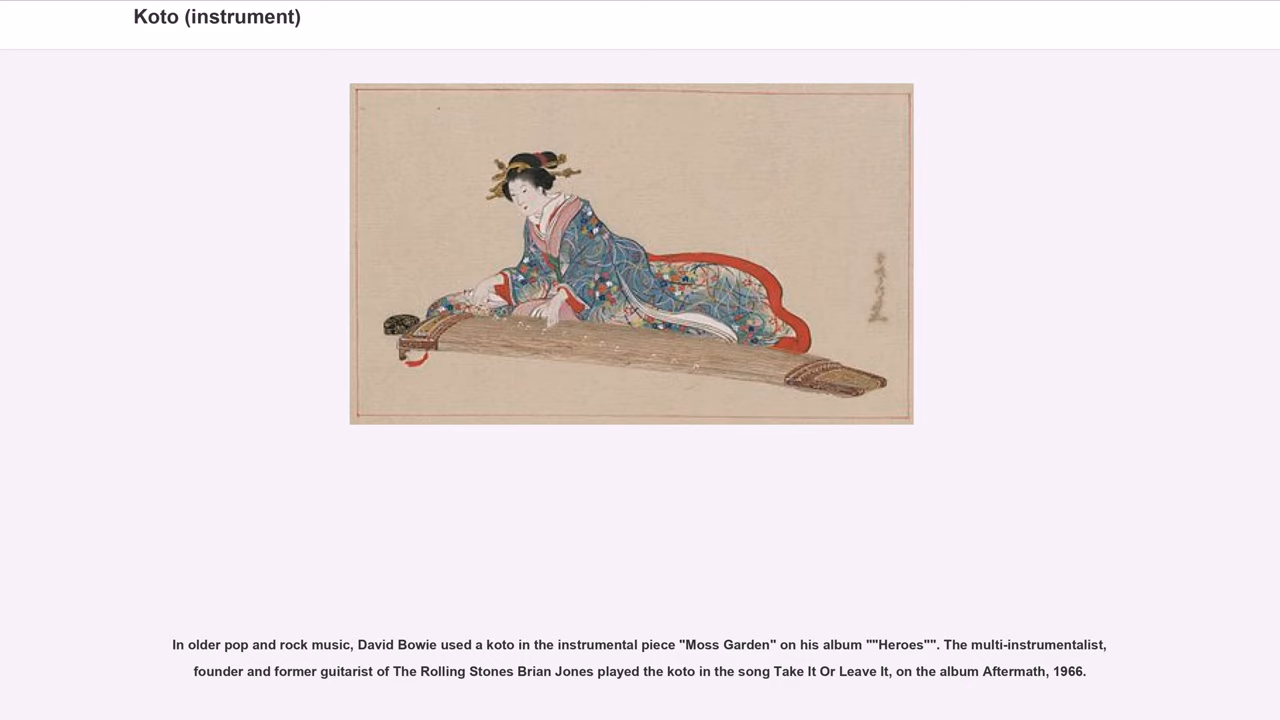 Koto (instrument)
In older pop and rock music, David Bowie used a koto in the instrumental piece "Moss Garden" on his album ""Heroes"". The multi-instrumentalist,
founder and former guitarist of The Rolling Stones Brian Jones played the koto in the song Take It Or Leave It, on the album Aftermath, 1966.